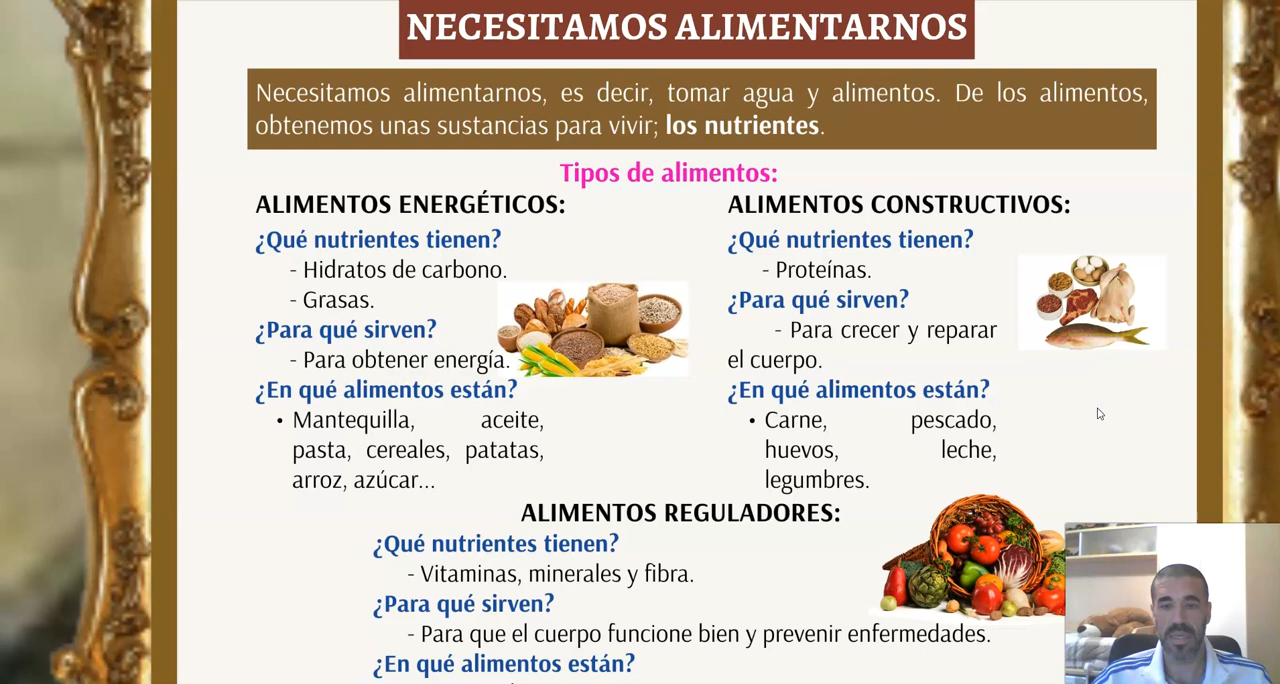 NECESITAMOS ALIMENTARNOS
Necesitamos alimentarnos, es decir, tomar agua y alimentos. De los alimentos,
obtenemos unas sustancias para vivir; los nutrientes.
Tipos de alimentos:
ALIMENTOS ENERGÉTICOS:
¿Qué nutrientes tienen?
- Hidratos de carbono.
- Grasas.
¿Para qué sirven?
- Para obtener energía.
¿En qué alimentos están?
• Mantequilla, aceite,
pasta, cereales, patatas,
arroz, azúcar...
ALIMENTOS CONSTRUCTIVOS:
¿Qué nutrientes tienen?
- Proteínas.
¿Para qué sirven?
- Para crecer y reparar
el cuerpo.
¿En qué alimentos están?
• Carne, pescado,
huevos, leche,
legumbres.
ALIMENTOS REGULADORES:
¿Qué nutrientes tienen?
- Vitaminas, minerales y fibra.
¿Para qué sirven?
- Para que el cuerpo funcione bien y prevenir enfermedades.
¿En qué alimentos están?